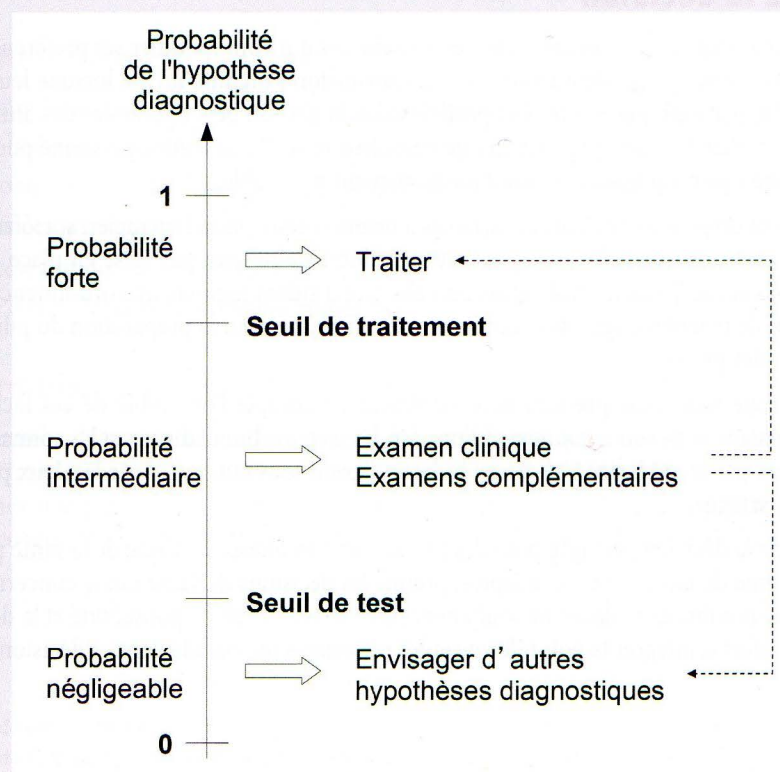 Probabilité
de l'hypothèse
diagnostique
1
Probabilité
forte
Traiter
Seuil de traitement
Probabilité
intermédiaire
Examen clinique
Examens complémentaires
Seuil de test
Probabilité
négligeable
Envisager d’autres
hypothèses diagnostiques
0